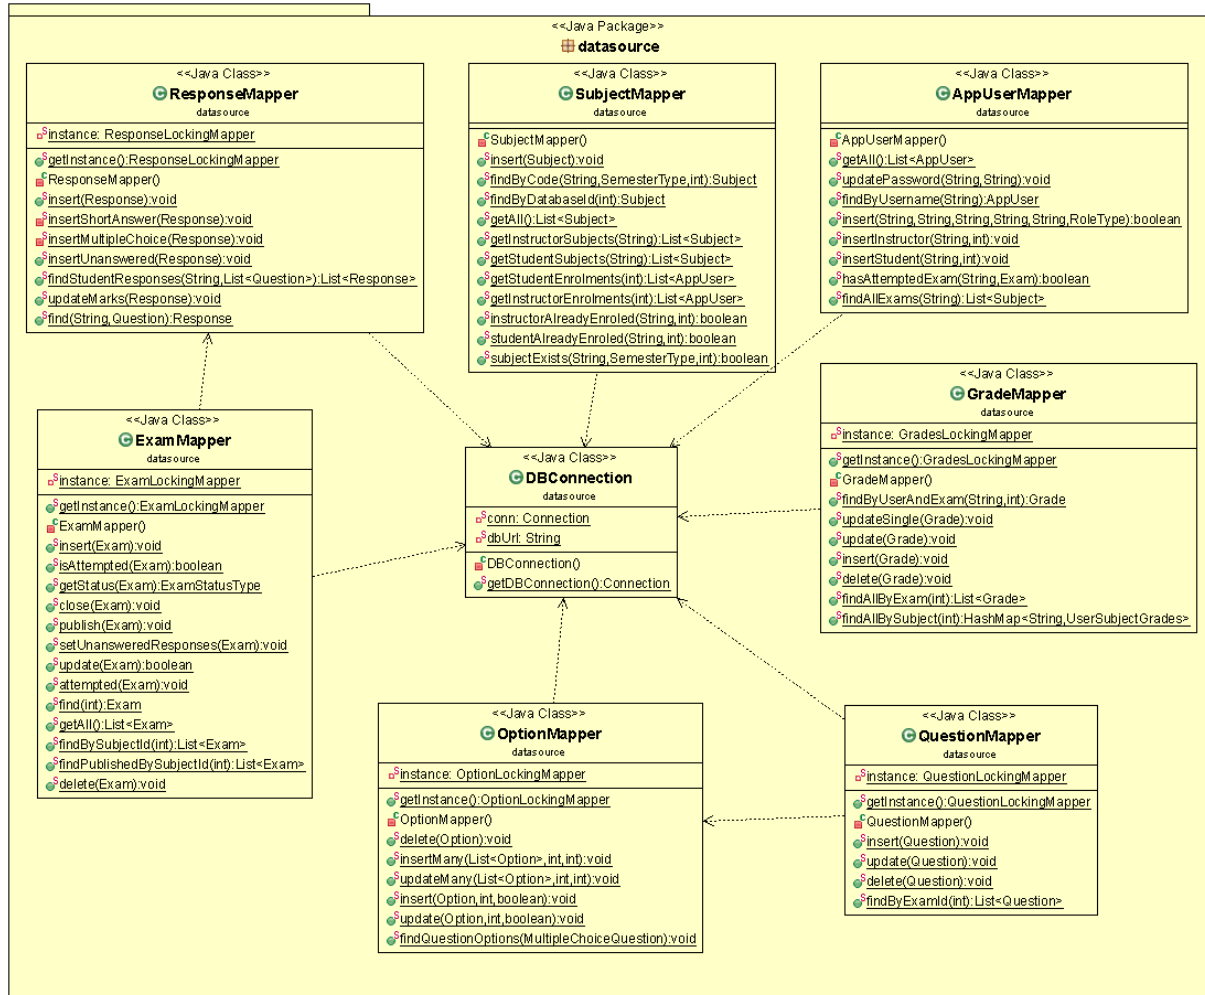 <<Java Package>>
datasource
<<Java Class>>
ResponseMapper
datasource
instance: ResponseLockingMapper
getInstance():ResponseLockingMapper
ResponseMapper()
insert(Response):void
insertShortAnswer(Response):void
insertMultipleChoice(Response):void
insertUnanswered(Response):void
findStudentResponses(String,List<Question>):List<Response>
updateMarks(Response):void
find(String,Question):Response
<<Java Class>>
SubjectMapper
datasource
SubjectMapper()
insert(Subject):void
findByCode(String,SemesterType,int):Subject
findByDatabaseId(int):Subject
getAll():List<Subject>
getInstructorSubjects(String):List<Subject>
getStudentSubjects(String):List<Subject>
getStudentEnrolments(int):List<AppUser>
getInstructorEnrolments(int):List<AppUser>
instructorAlreadyEnroled(String,int):boolean
studentAlreadyEnroled(String,int):boolean
subjectExists(String,SemesterType,int):boolean
<<Java Class>>
AppUserMapper
datasource
AppUserMapper()
getAll():List<AppUser>
updatePassword(String,String):void
findByUsername(String):AppUser
insert(String,String,String,String,String,RoleType):boolean
insertInstructor(String,int):void
insertStudent(String,int):void
hasAttemptedExam(String,Exam):boolean
findAllExams(String):List<Subject>
<<Java Class>>
GradeMapper
datasource
instance: GradesLockingMapper
getInstance():GradesLockingMapper
GradeMapper()
findByUserAndExam(String,int):Grade
updateSingle(Grade):void
update(Grade):void
insert(Grade):void
delete(Grade):void
findAllByExam(int):List<Grade>
findAllBySubject(int):HashMap<String,UserSubjectGrades>
<<Java Class>>
ExamMapper
datasource
instance: ExamLockingMapper
getInstance():ExamLockingMapper
ExamMapper()
insert(Exam):void
isAttempted(Exam):boolean
getStatus(Exam):ExamStatusType
close(Exam):void
publish(Exam):void
setUnansweredResponses(Exam):void
update(Exam):boolean
attempted(Exam):void
find(int):Exam
getAll():List<Exam>
findBySubjectId(int):List<Exam>
findPublishedBySubjectId(int):List<Exam>
delete(Exam):void
<<Java Class>>
DBConnection
datasource
conn: Connection
dbUrl: String
DBConnection()
getDBConnection():Connection
<<Java Class>>
OptionMapper
datasource
instance: OptionLockingMapper
getInstance():OptionLockingMapper
OptionMapper()
delete(Option):void
insertMany(List<Option>,int,int):void
updateMany(List<Option>,int,int):void
insert(Option,int,boolean):void
update(Option,int,boolean):void
findQuestionOptions(MultipleChoiceQuestion):void
<<Java Class>>
QuestionMapper
datasource
instance: QuestionLockingMapper
getInstance():QuestionLockingMapper
QuestionMapper()
insert(Question):void
update(Question):void
delete(Question):void
findByExamId(int):List<Question>